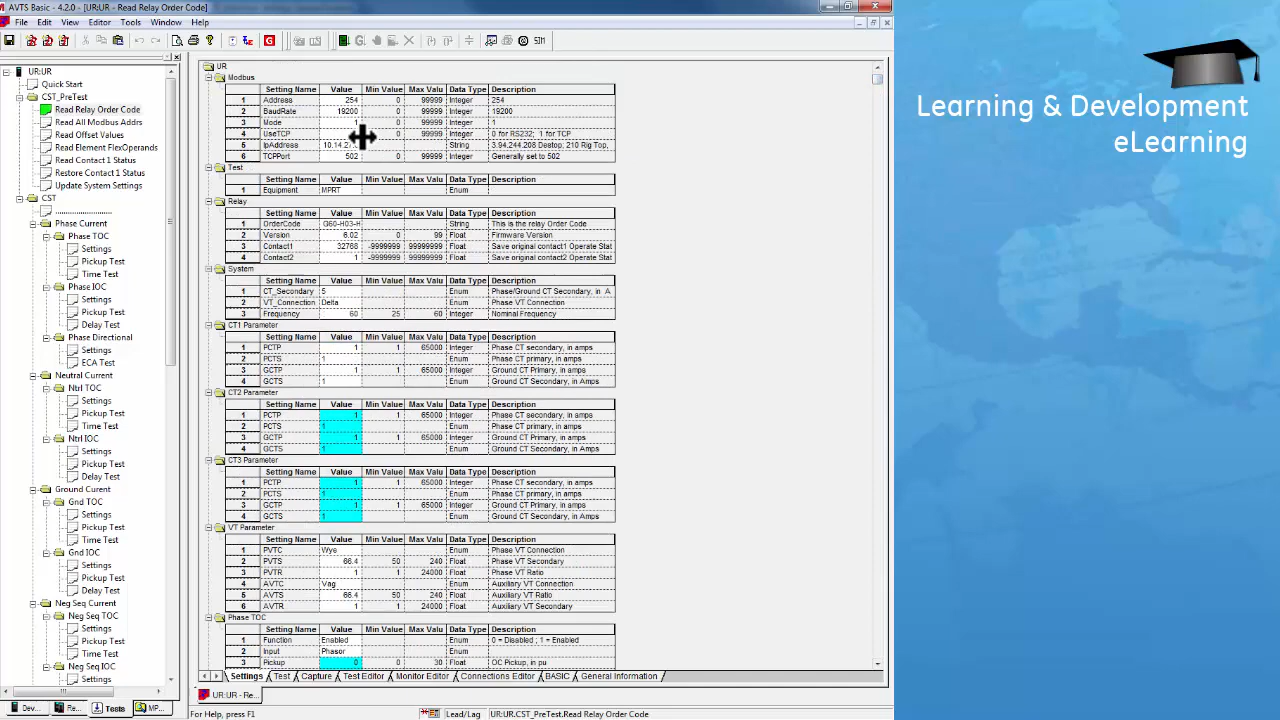 AVTS Basic - 4.2.0 - [UR:UR - Read Relay Order Code]
File Edit View Editor Tools Window Help
SIM
UR:UR
Quick Start
CST_PreTest
Read Relay Order Code
Read All Modbus Addrs
Read Offset Values
Read Element FlexOperands
Read Contact 1 Status
Restore Contact 1 Status
Update System Settings
CST
........................
Phase Current
Phase TOC
Settings
Pickup Test
Time Test
Phase IOC
Settings
Pickup Test
Delay Test
Phase Directional
Settings
ECA Test
Neutral Current
Ntrl TOC
Settings
Pickup Test
Time Test
Ntrl IOC
Settings
Pickup Test
Delay Test
Ground Curent
Gnd TOC
Settings
Pickup Test
Time Test
Gnd IOC
Settings
Pickup Test
Delay Test
Neg Seq Current
Neg Seq TOC
Settings
Pickup Test
Time Test
Neg Seq IOC
Settings
Dev... Re... Tests MP...
UR
Modbus
Setting Name Value Min Value Max Valu Data Type Description
1 Address 254 0 99999 Integer 254
2 BaudRate 19200 0 99999 Integer 19200
3 Mode 1 0 99999 Integer 1
4 UseTCP 0 99999 Integer 0 for RS232; 1 for TCP
5 IpAddress 10.14.2 String 3.94.244.208 Destop; 210 Rig Top,
6 TCPPort 502 0 99999 Integer Generally set to 502
Test
Setting Name Value Min Value Max Valu Data Type Description
1 Equipment MPRT Enum
Relay
Setting Name Value Min Value Max Valu Data Type Description
1 OrderCode G60-H03-H String This is the relay Order Code
2 Version 6.02 0 99 Float Firmware Version
3 Contact1 32768 -9999999 99999999 Float Save original contact1 Operate Stat
4 Contact2 1 -9999999 99999999 Float Save original contact2 Operate Stat
System
Setting Name Value Min Value Max Valu Data Type Description
1 CT_Secondary 5 Enum Phase/Ground CT Secondary, in A
2 VT_Connection Delta Enum Phase VT Connection
3 Frequency 60 25 60 Integer Nominal Frequency
CT1 Parameter
Setting Name Value Min Value Max Valu Data Type Description
1 PCTP 1 1 65000 Integer Phase CT secondary, in amps
2 PCTS 1 Enum Phase CT primary, in amps
3 GCTP 1 1 65000 Integer Ground CT Primary, in amps
4 GCTS 1 Enum Ground CT Secondary, in Amps
CT2 Parameter
Setting Name Value Min Value Max Valu Data Type Description
1 PCTP 1 1 65000 Integer Phase CT secondary, in amps
2 PCTS 1 Enum Phase CT primary, in amps
3 GCTP 1 1 65000 Integer Ground CT Primary, in amps
4 GCTS 1 Enum Ground CT Secondary, in Amps
CT3 Parameter
Setting Name Value Min Value Max Valu Data Type Description
1 PCTP 1 1 65000 Integer Phase CT secondary, in amps
2 PCTS 1 Enum Phase CT primary, in amps
3 GCTP 1 1 65000 Integer Ground CT Primary, in amps
4 GCTS 1 Enum Ground CT Secondary, in Amps
VT Parameter
Setting Name Value Min Value Max Valu Data Type Description
1 PVTC Wye Enum Phase VT Connection
2 PVTS 66.4 50 240 Float Phase VT Secondary
3 PVTR 1 1 24000 Float Phase VT Ratio
4 AVTC Vag Enum Auxiliary VT Connection
5 AVTS 66.4 50 240 Float Auxiliary VT Ratio
6 AVTR 1 1 24000 Float Auxiliary VT Secondary
Phase TOC
Setting Name Value Min Value Max Valu Data Type Description
1 Function Enabled Enum 0 = Disabled ; 1 = Enabled
2 Input Phasor Enum
3 Pickup 0 0 30 Float OC Pickup, in pu
Settings Test Capture Test Editor Monitor Editor Connections Editor BASIC General Information
UR:UR - Re...
For Help, press F1 Lead/Lag UR:UR.CST_PreTest.Read Relay Order Code
Learning & Development
eLearning